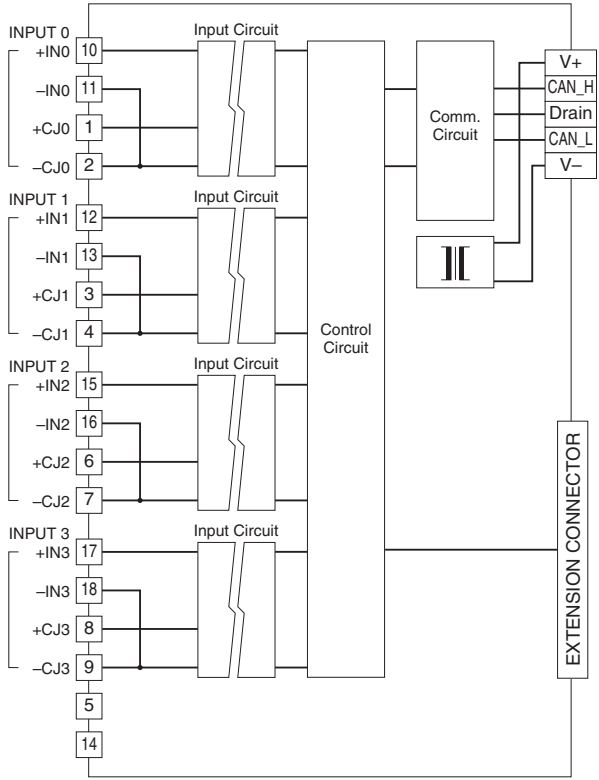 INPUT 0
+IN0 10
–IN0 11
+CJ0 1
–CJ0 2
Input Circuit
INPUT 1
+IN1 12
–IN1 13
+CJ1 3
–CJ1 4
Input Circuit
INPUT 2
+IN2 15
–IN2 16
+CJ2 6
–CJ2 7
Input Circuit
INPUT 3
+IN3 17
–IN3 18
+CJ3 8
–CJ3 9
Input Circuit
5
14
Control
Circuit
Comm.
Circuit
V+
CAN_H
Drain
CAN_L
V–
EXTENSION CONNECTOR